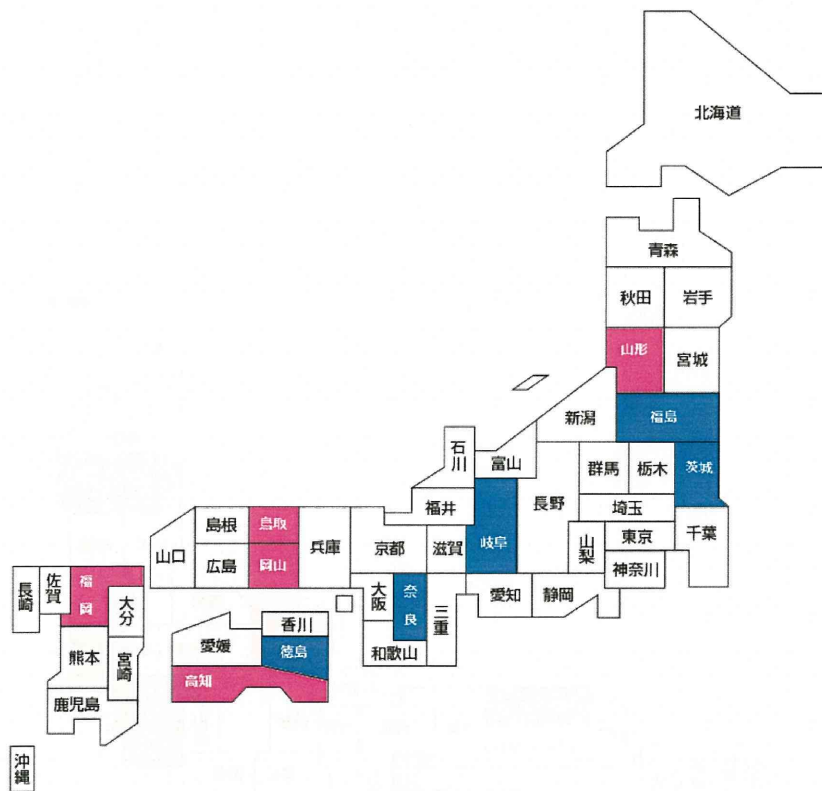 北海道
青森
秋田
岩手
山形
宮城
新潟
福島
石川
富山
群馬
栃木
茨城
福井
長野
埼玉
岐阜
山梨
東京
千葉
神奈川
島根
鳥取
兵庫
京都
滋賀
山口
広島
岡山
大阪
奈良
三重
愛知
静岡
和歌山
香川
愛媛
徳島
高知
長崎
佐賀
福岡
大分
熊本
宮崎
鹿児島
沖縄